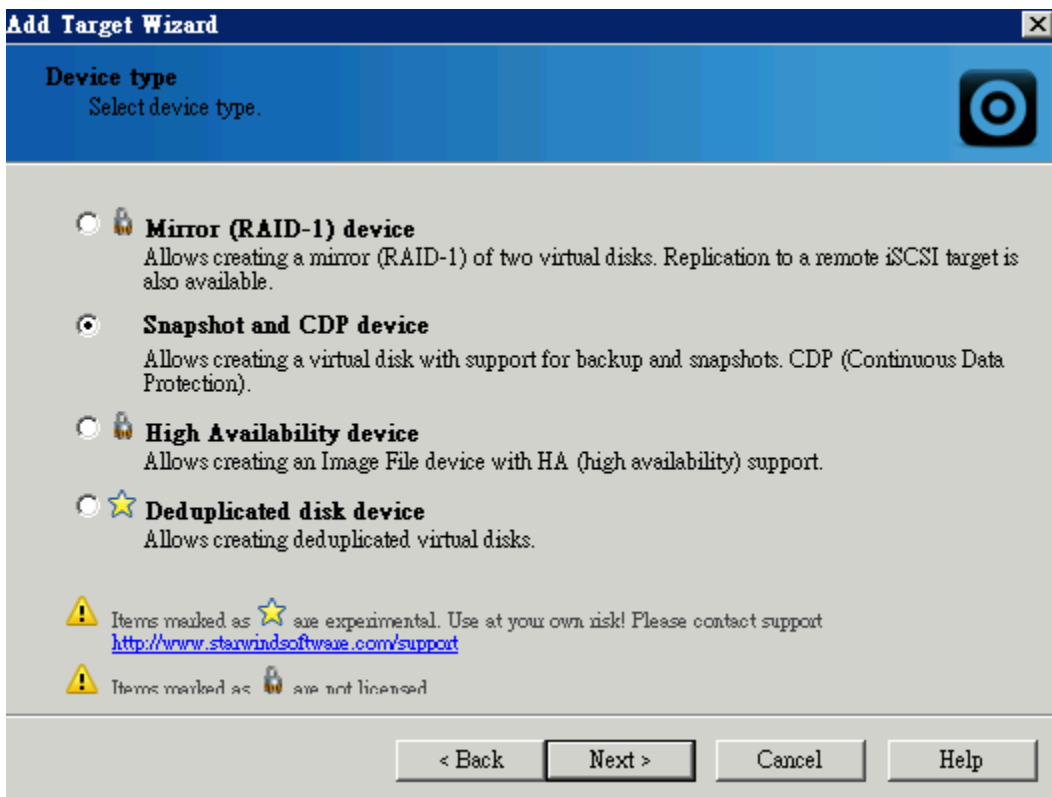 Add Target Wizard
Device type
Select device type.
Mirror (RAID-1) device
Allows creating a mirror (RAID-1) of two virtual disks. Replication to a remote iSCSI target is
also available.
Snapshot and CDP device
Allows creating a virtual disk with support for backup and snapshots. CDP (Continuous Data
Protection).
High Availability device
Allows creating an Image File device with HA (high availability) support.
Deduplicated disk device
Allows creating deduplicated virtual disks.
Items marked as are experimental. Use at your own risk! Please contact support
http://www.starwindsoftware.com/support
Items marked as are not licensed
< Back
Next >
Cancel
Help